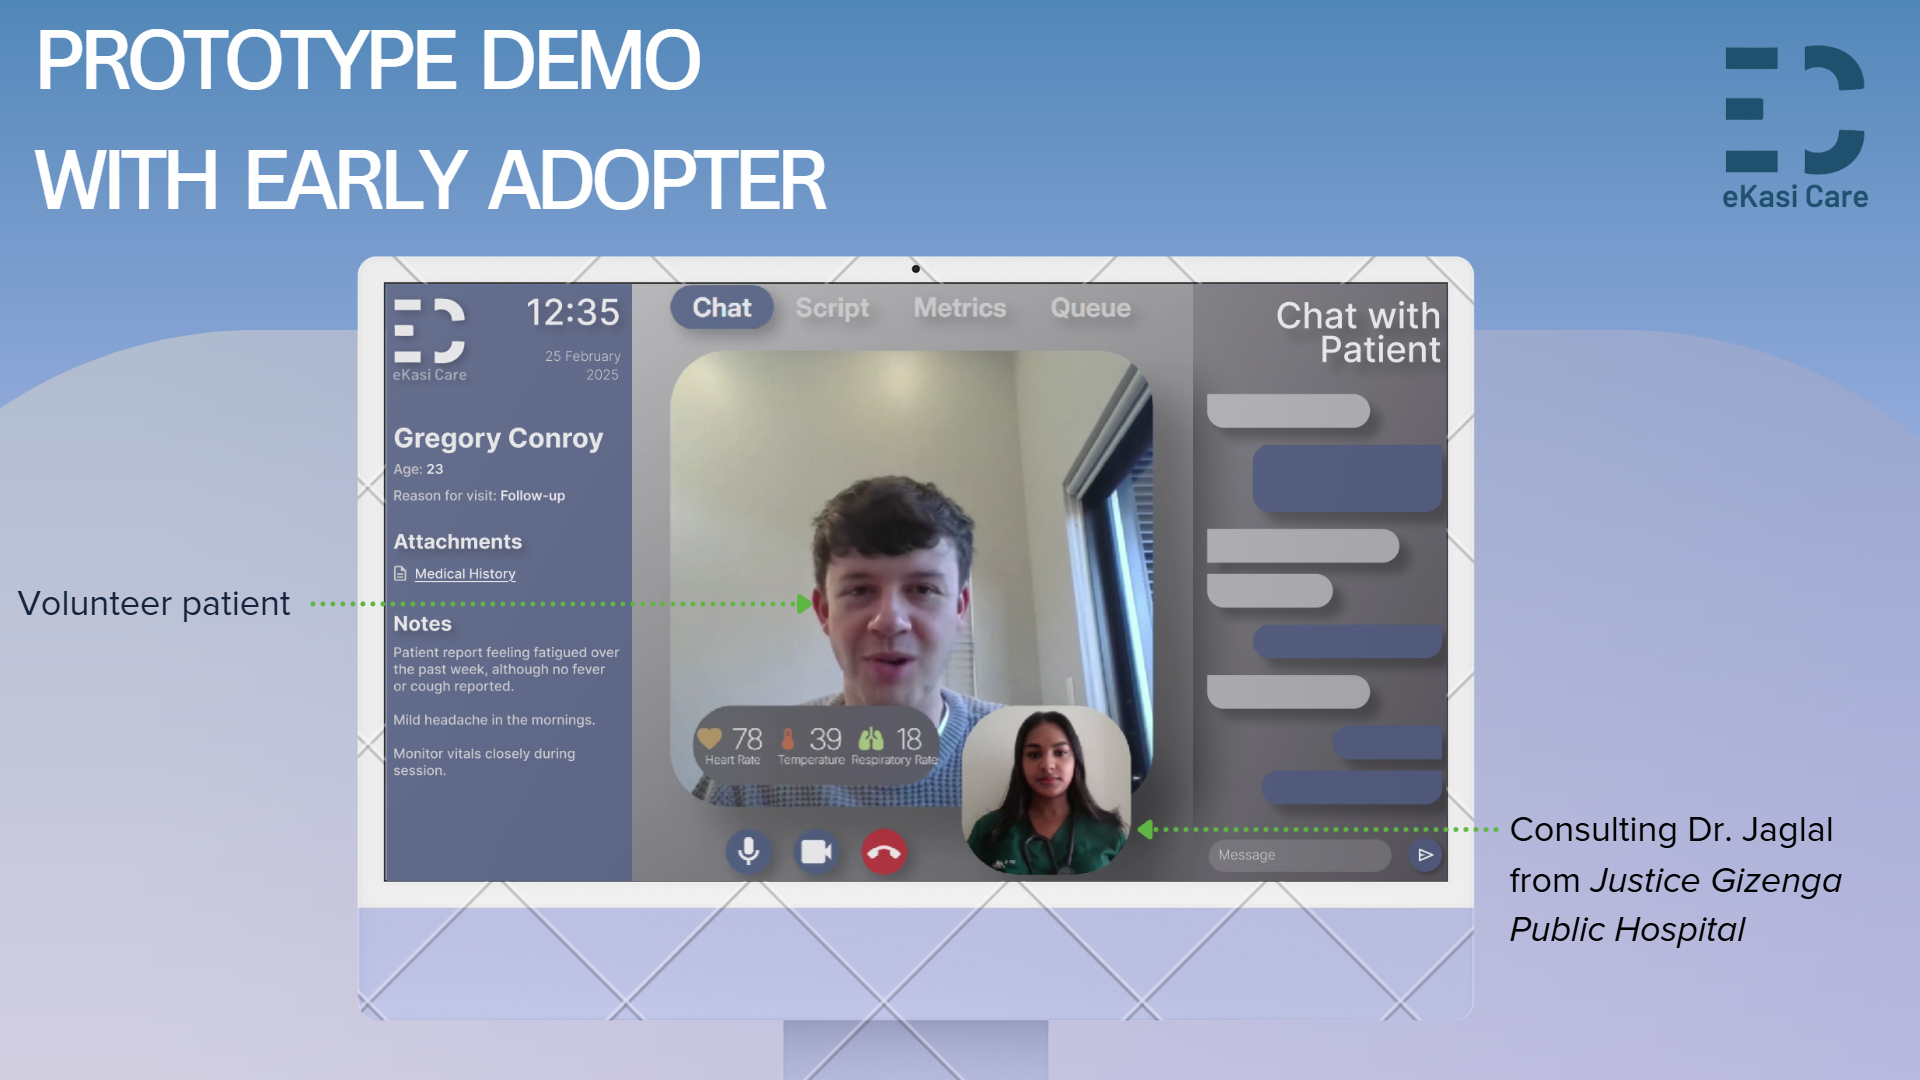 PROTOTYPE DEMO
WITH EARLY ADOPTER
eKasi Care
eKasi Care
12:35
25 February
2025
Gregory Conroy
Age: 23
Reason for visit: Follow-up
Attachments
Medical History
Notes
Patient report feeling fatigued over
the past week, although no fever
or cough reported.
Mild headache in the mornings.
Monitor vitals closely during
session.
Chat Script Metrics Queue
78 39 18
Heart Rate Temperature Respiratory Rate
Chat with
Patient
Message
Volunteer patient
Consulting Dr. Jaglal
from Justice Gizenga
Public Hospital